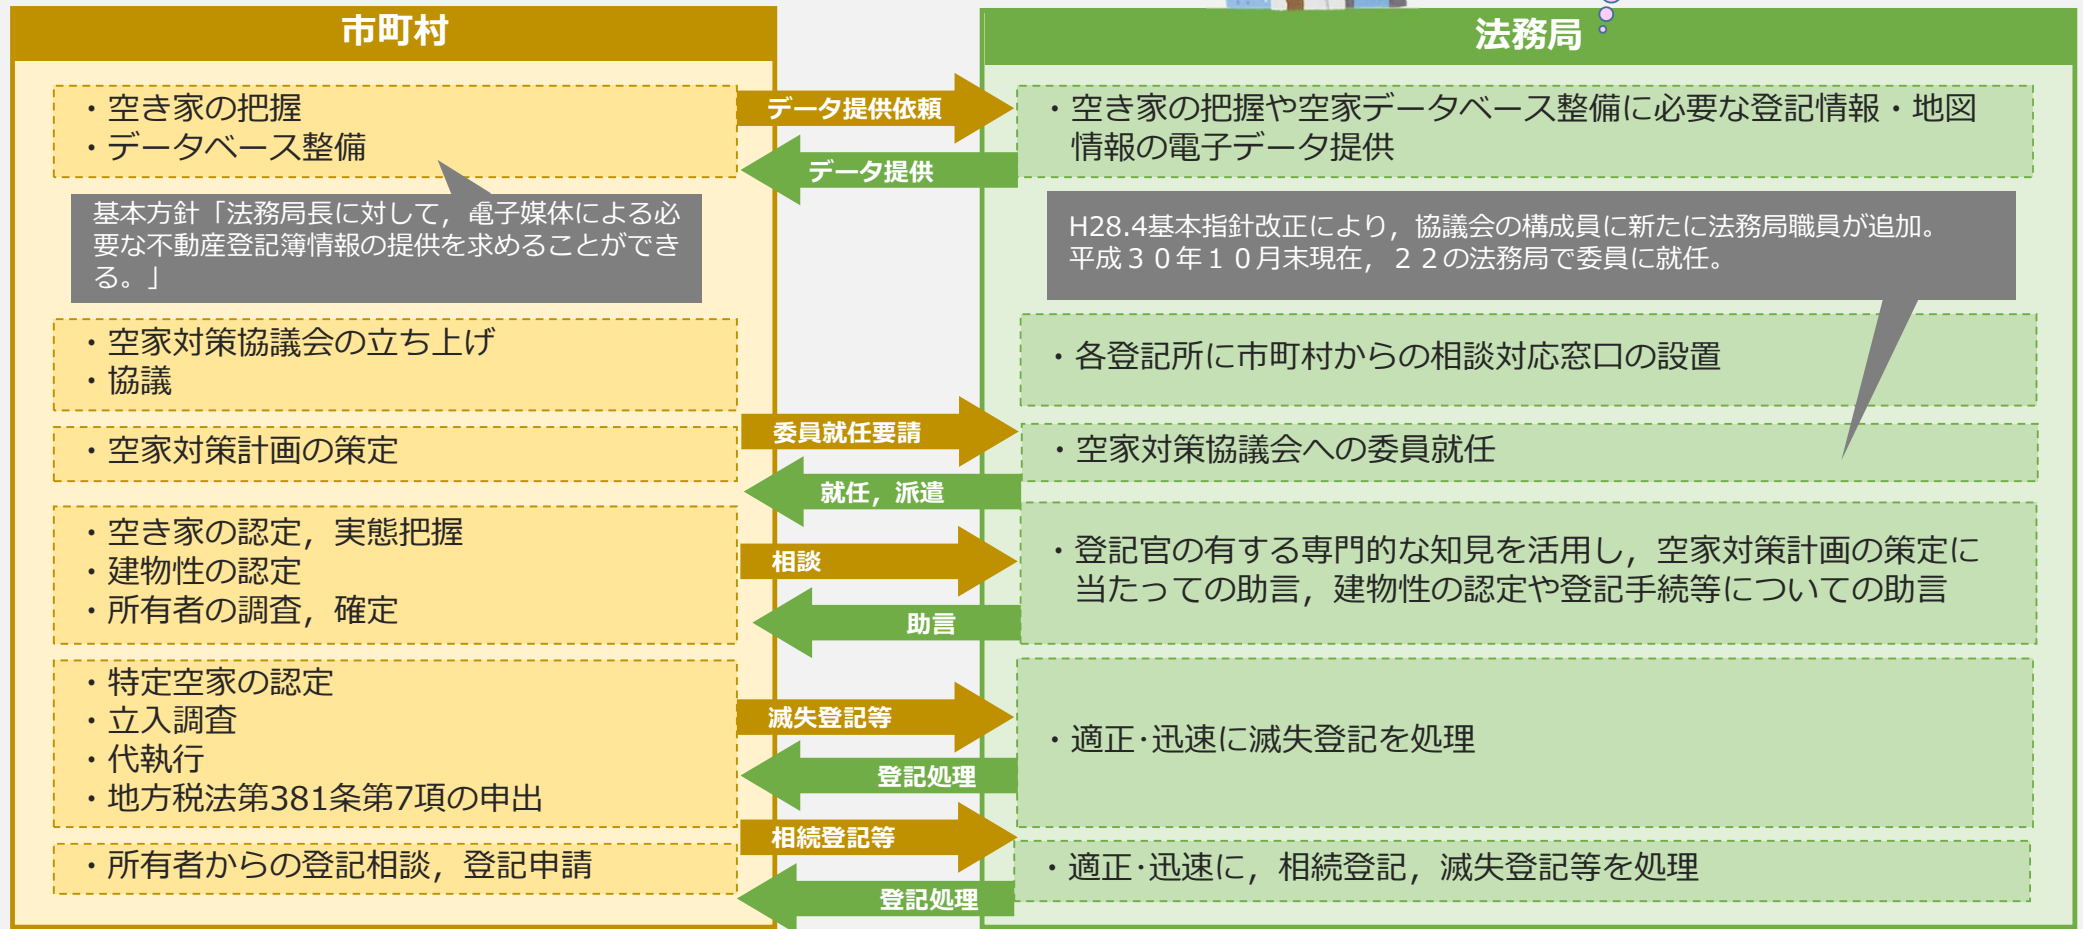 市町村
法務局
・空き家の把握
・データベース整備
データ提供依頼
データ提供
・空き家の把握や空家データベース整備に必要な登記情報・地図
情報の電子データ提供
基本方針「法務局長に対して，電子媒体による必
要な不動産登記簿情報の提供を求めることができ
る。」
H28.4基本指針改正により，協議会の構成員に新たに法務局職員が追加。
平成３０年１０月末現在，２２の法務局で委員に就任。
・空家対策協議会の立ち上げ
・協議
・各登記所に市町村からの相談対応窓口の設置
・空家対策計画の策定
委員就任要請
就任，派遣
・空家対策協議会への委員就任
・空き家の認定，実態把握
・建物性の認定
・所有者の調査，確定
相談
助言
・登記官の有する専門的な知見を活用し，空家対策計画の策定に
当たっての助言，建物性の認定や登記手続等についての助言
・特定空家の認定
・立入調査
・代執行
・地方税法第381条第7項の申出
滅失登記等
登記処理
・適正･迅速に滅失登記を処理
・所有者からの登記相談，登記申請
相続登記等
登記処理
・適正･迅速に，相続登記，滅失登記等を処理